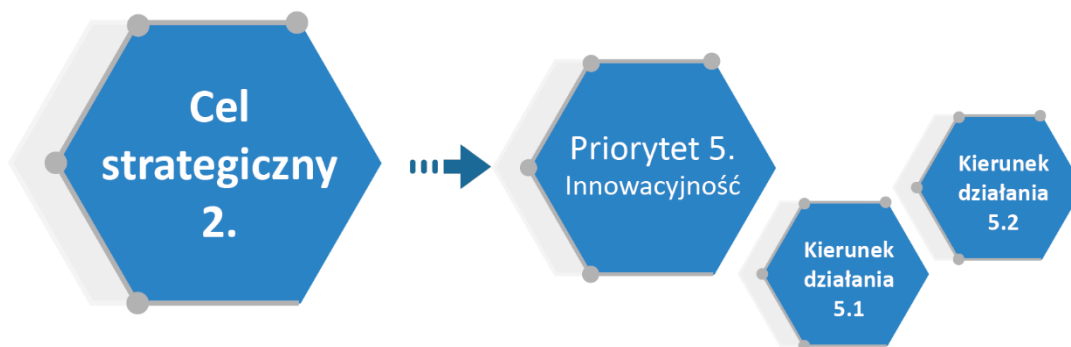 Cel
strategiczny
2.
Priorytet 5.
Innowacyjność
Kierunek
działania
5.1
Kierunek
działania
5.2